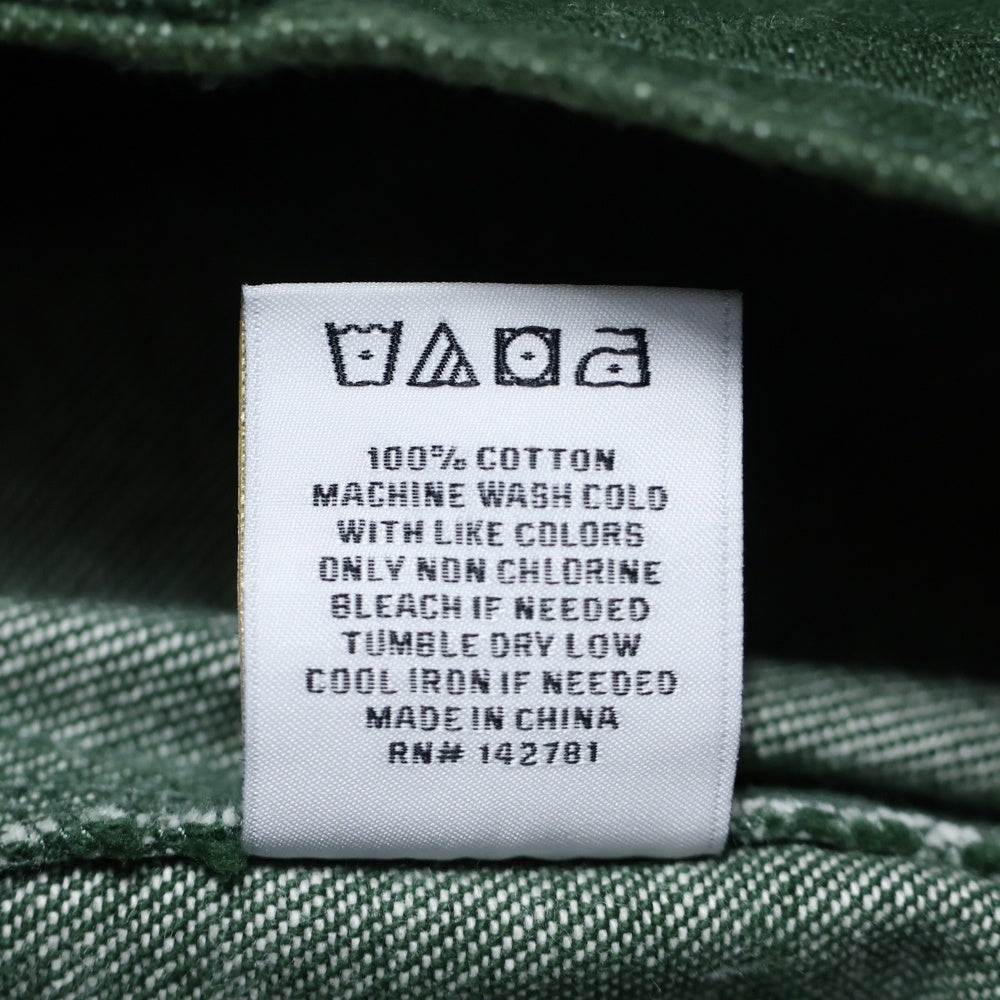 100% COTTON
MACHINE WASH COLD
WITH LIKE COLORS
ONLY NON CHLORINE
BLEACH IF NEEDED
TUMBLE DRY LOW
COOL IRON IF NEEDED
MADE IN CHINA
RN# 142781